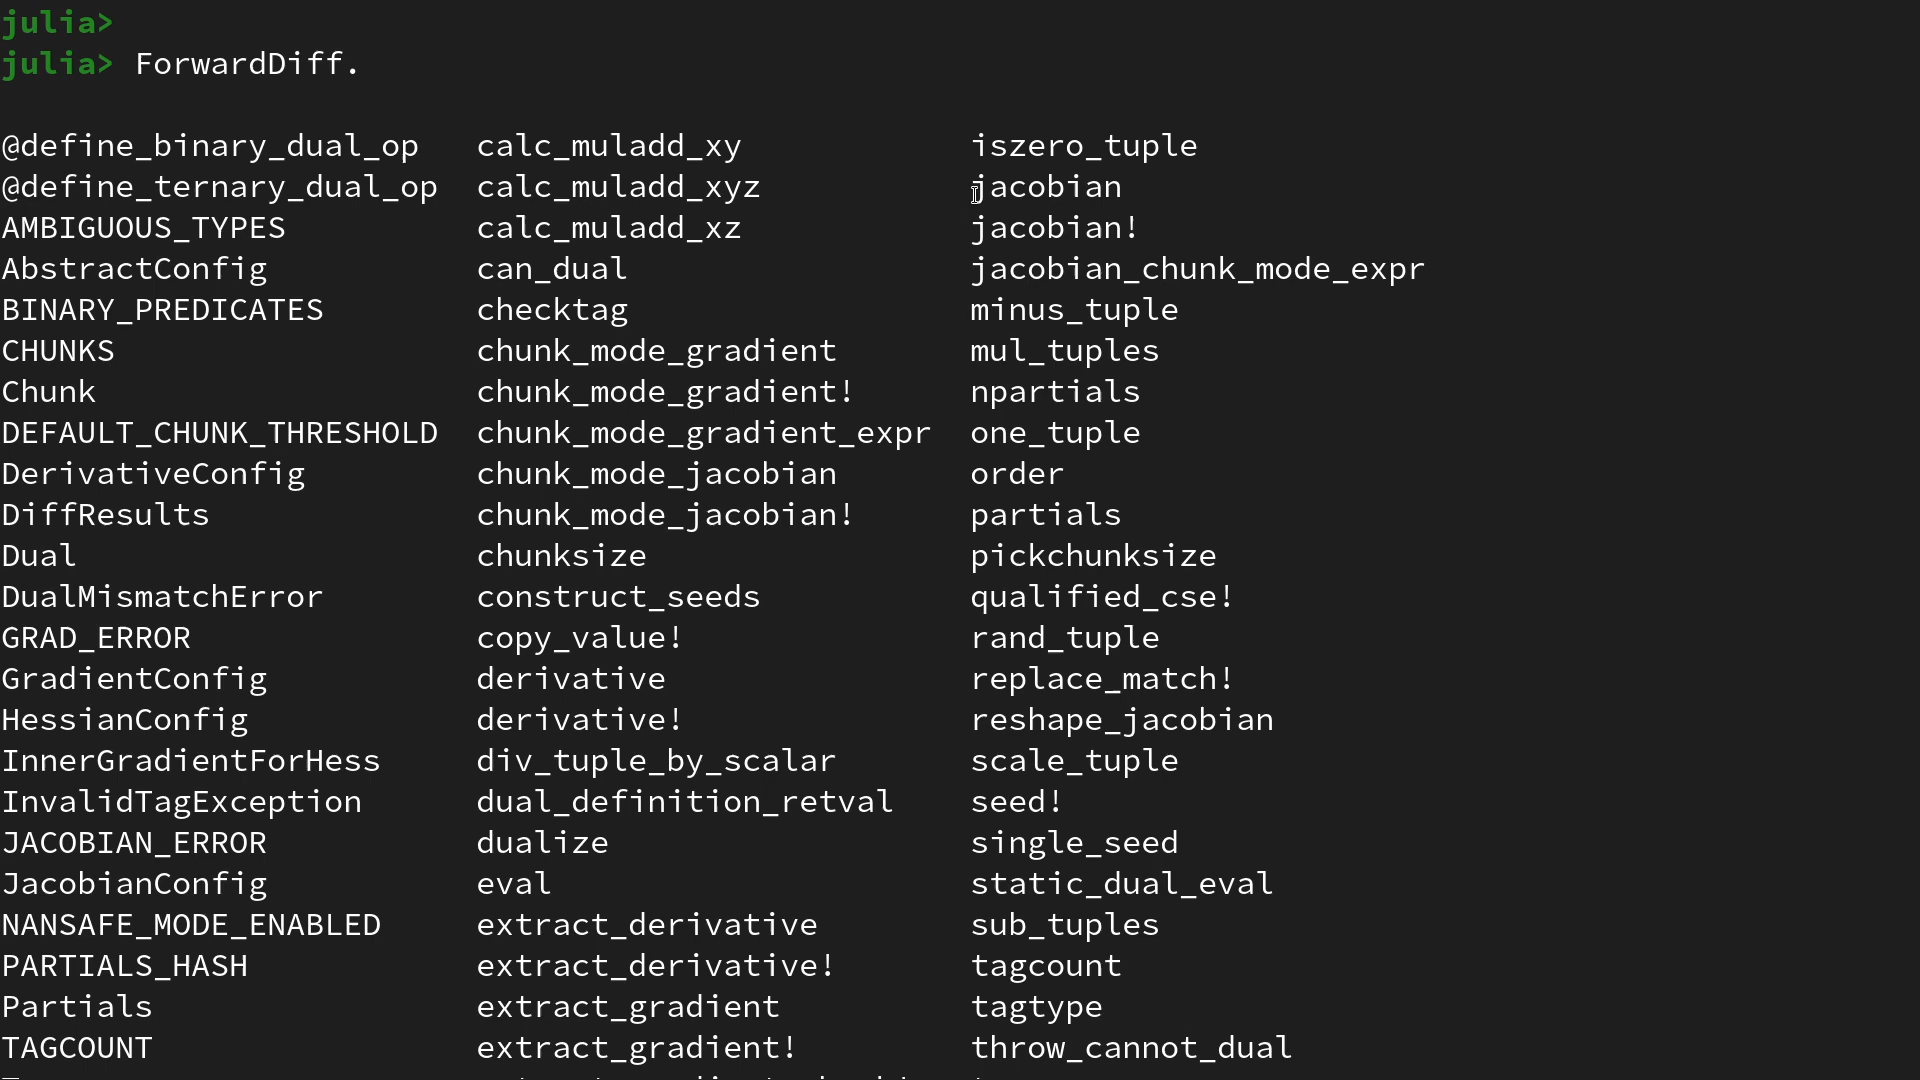 julia>
julia> ForwardDiff.
@define_binary_dual_op calc_muladd_xy iszero_tuple
@define_ternary_dual_op calc_muladd_xyz jacobian
AMBIGUOUS_TYPES calc_muladd_xz jacobian!
AbstractConfig can_dual jacobian_chunk_mode_expr
BINARY_PREDICATES checktag minus_tuple
CHUNKS chunk_mode_gradient mul_tuples
Chunk chunk_mode_gradient! npartials
DEFAULT_CHUNK_THRESHOLD chunk_mode_gradient_expr one_tuple
DerivativeConfig chunk_mode_jacobian order
DiffResults chunk_mode_jacobian! partials
Dual chunksize pickchunksize
DualMismatchError construct_seeds qualified_cse!
GRAD_ERROR copy_value! rand_tuple
GradientConfig derivative replace_match!
HessianConfig derivative! reshape_jacobian
InnerGradientForHess div_tuple_by_scalar scale_tuple
InvalidTagException dual_definition_retval seed!
JACOBIAN_ERROR dualize single_seed
JacobianConfig eval static_dual_eval
NANSAFE_MODE_ENABLED extract_derivative sub_tuples
PARTIALS_HASH extract_derivative! tagcount
Partials extract_gradient tagtype
TAGCOUNT extract_gradient! throw_cannot_dual